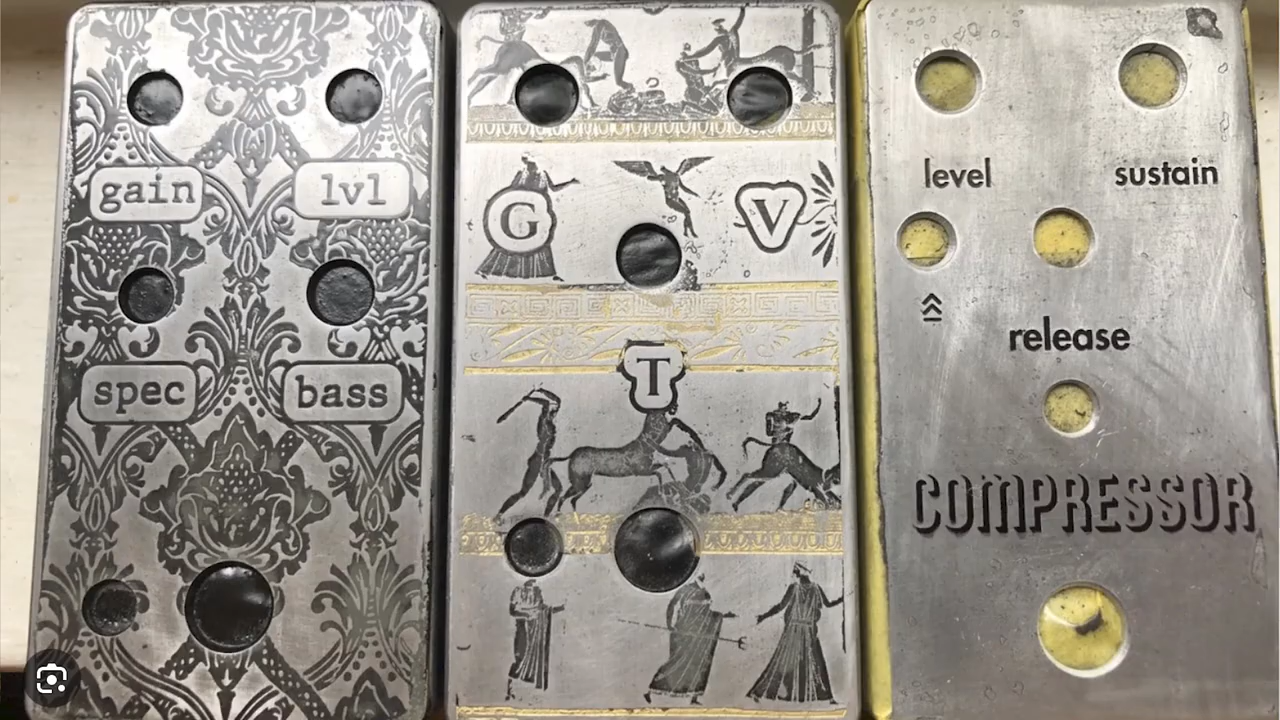 gain lvl
spec bass
G V
T
level sustain
release
COMPRESSOR